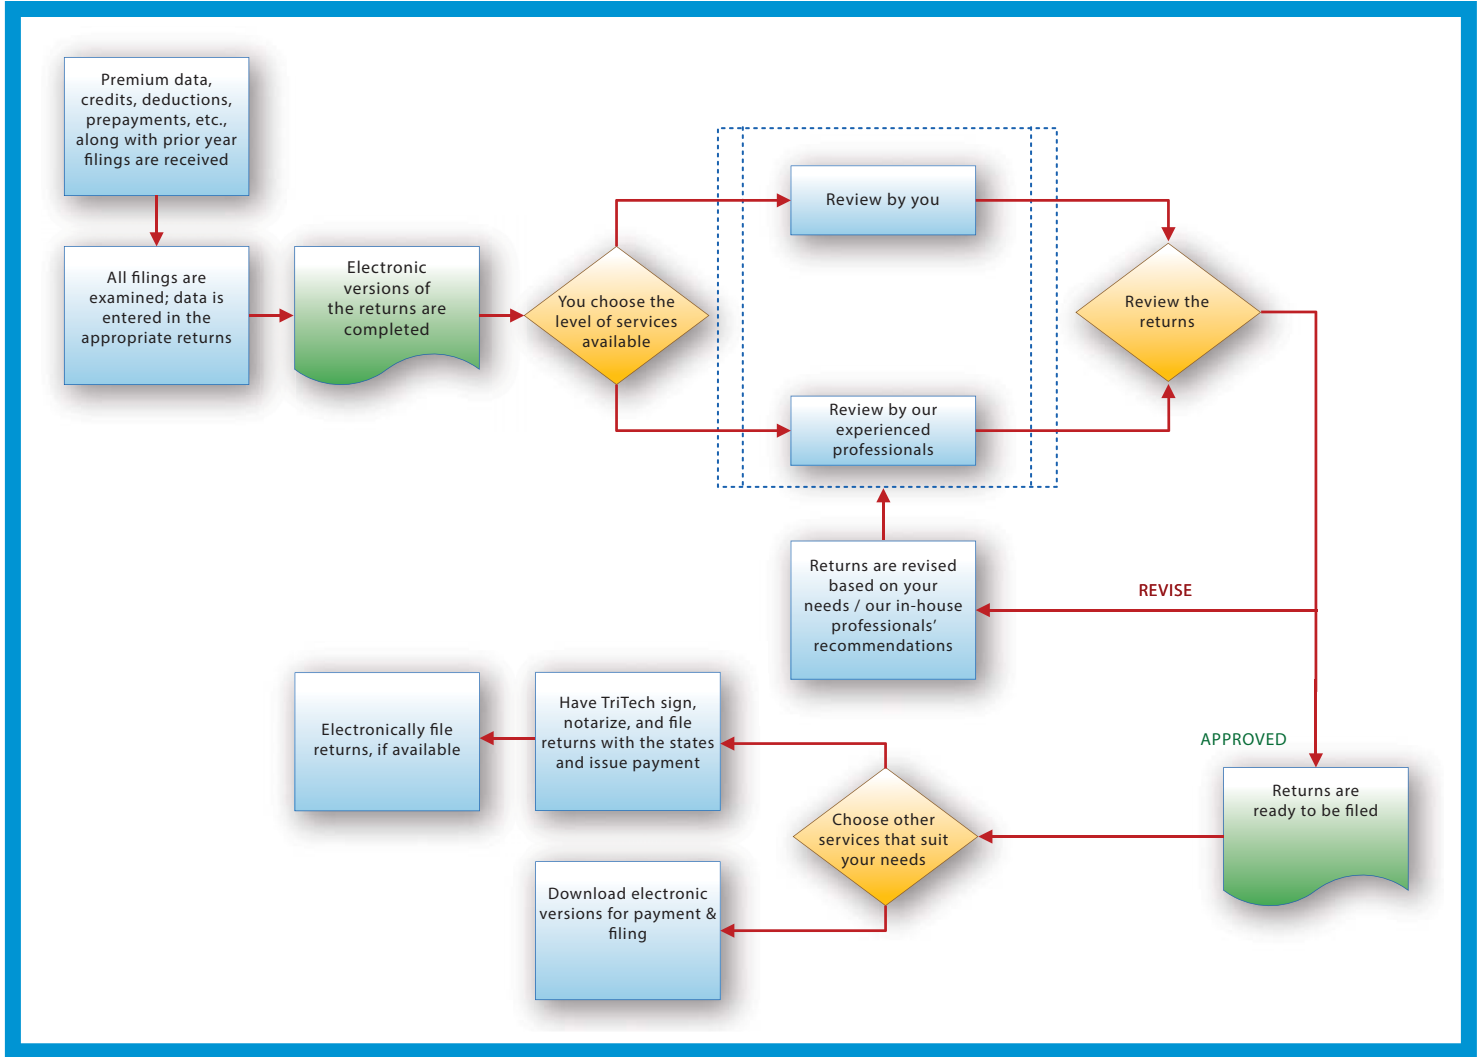 Premium data,
credits, deductions,
prepayments, etc.,
along with prior year
filings are received
All filings are
examined; data is
entered in the
appropriate returns
Electronic
versions of
the returns are
completed
You choose the
level of services
available
Review by you
Review by our
experienced
professionals
Review the
returns
Returns are revised
based on your
needs / our in-house
professionals’
recommendations
REVISE
APPROVED
Returns are
ready to be filed
Choose other
services that suit
your needs
Have TriTech sign,
notarize, and file
returns with the states
and issue payment
Electronically file
returns, if available
Download electronic
versions for payment &
filing